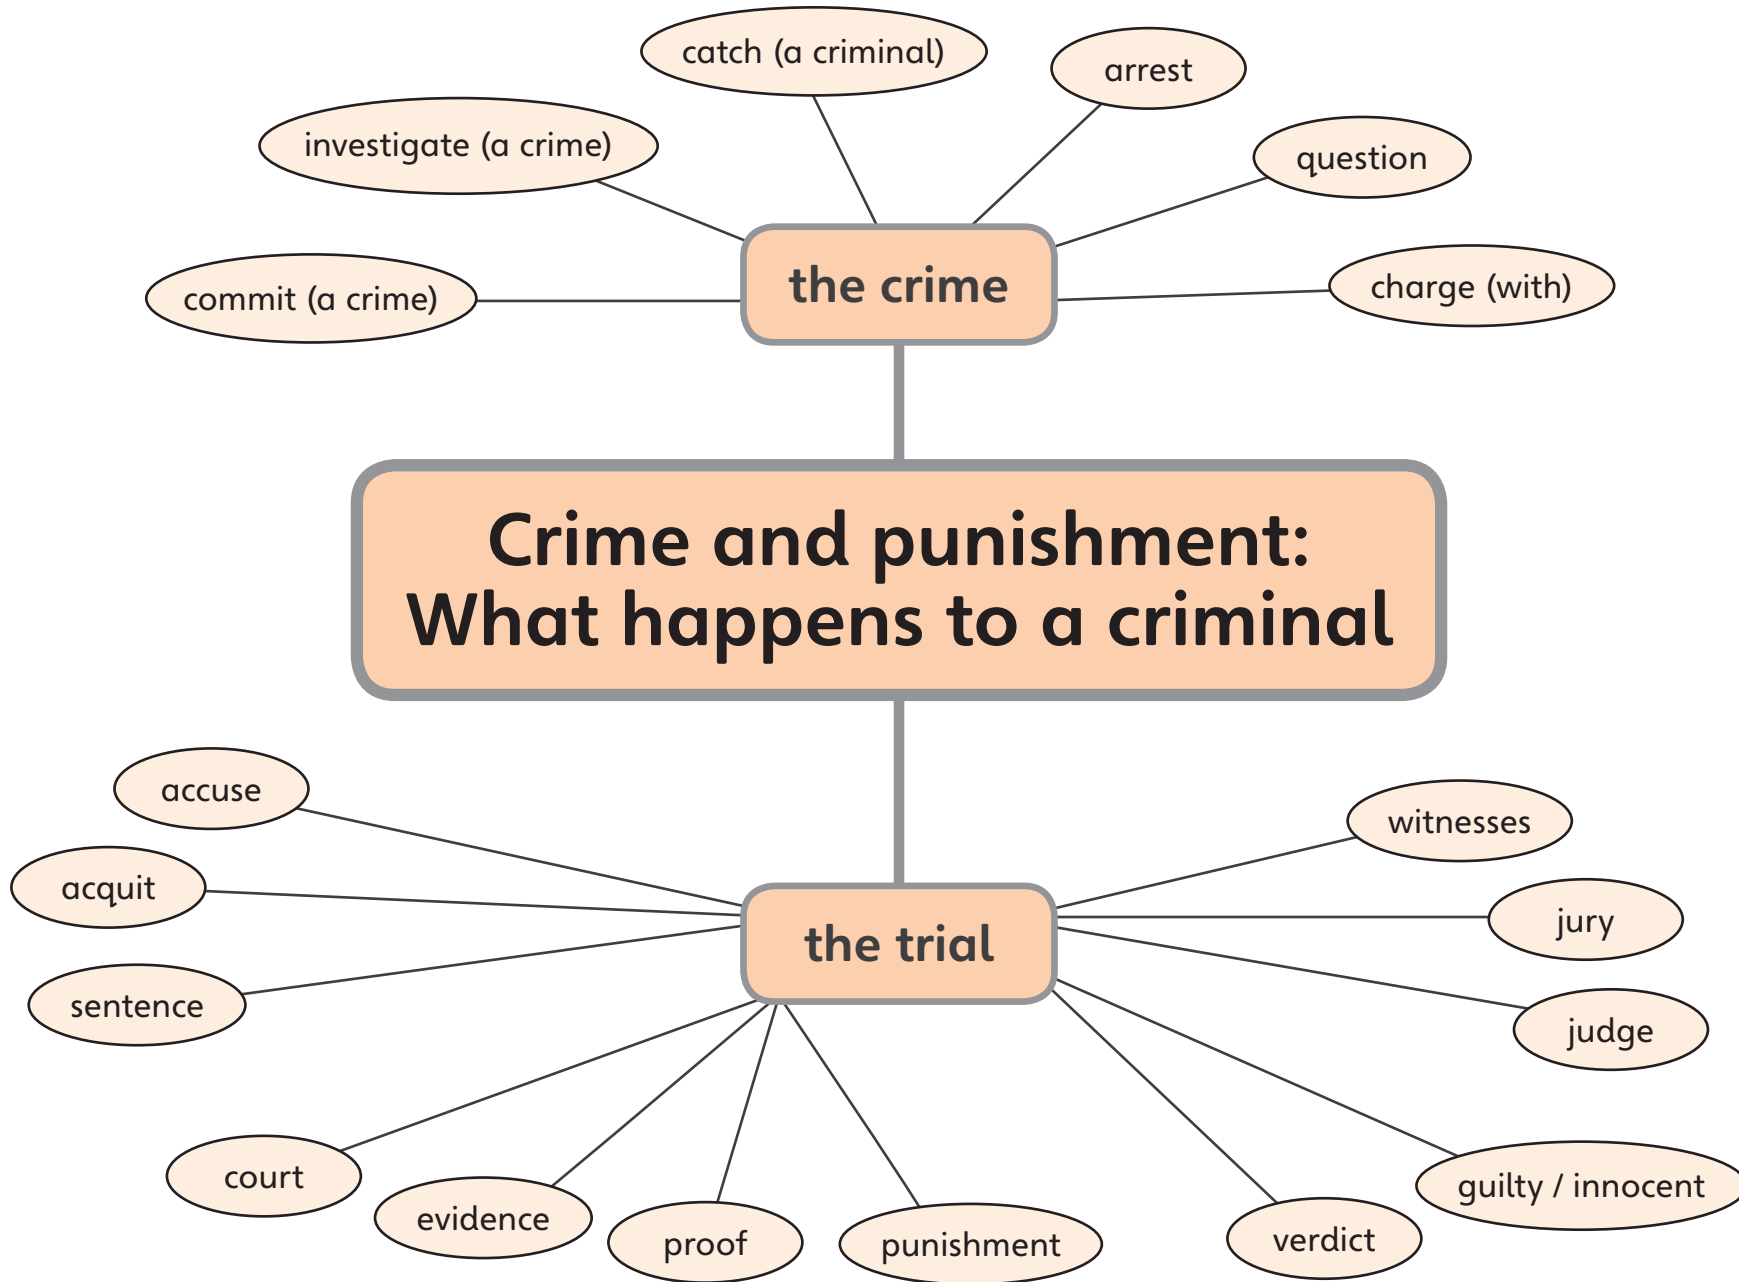 catch (a criminal)
arrest
investigate (a crime)
question
commit (a crime)
the crime
charge (with)
Crime and punishment:
What happens to a criminal
accuse
witnesses
acquit
jury
the trial
sentence
judge
court
evidence
proof
punishment
verdict
guilty / innocent